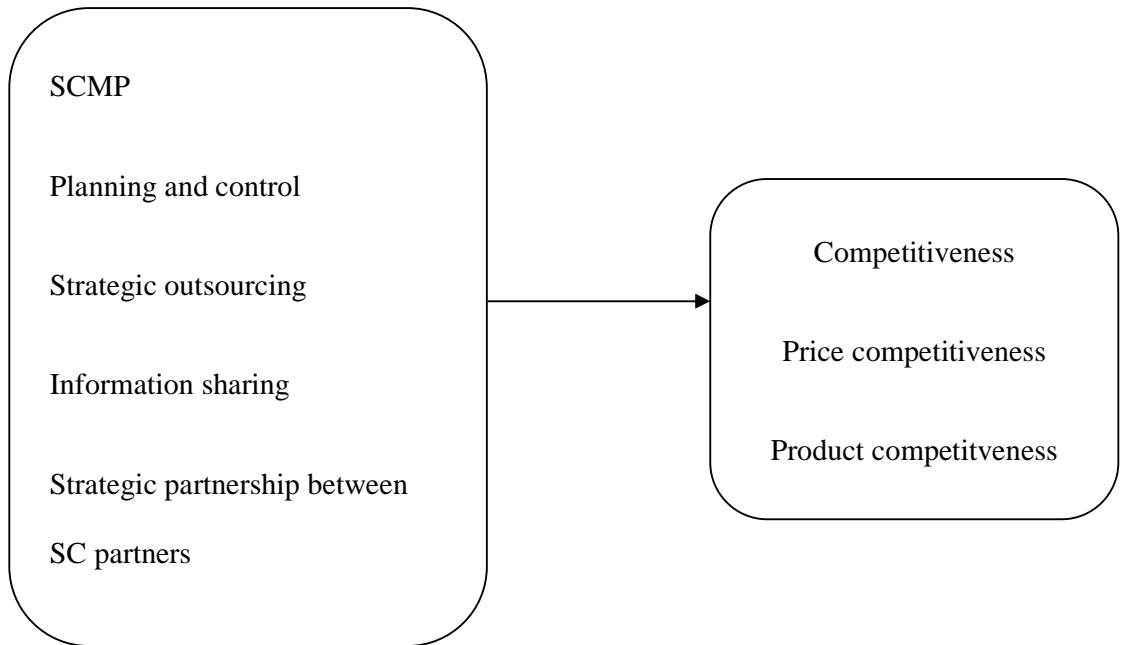 SCMP
Planning and control
Strategic outsourcing
Information sharing
Strategic partnership between
SC partners
Competitiveness
Price competitiveness
Product competitveness